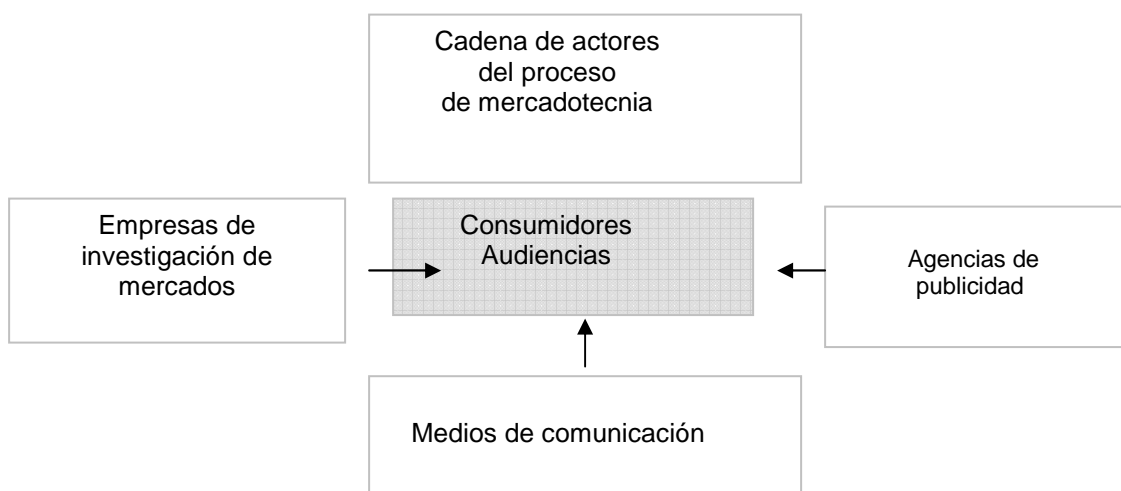 Cadena de actores
del proceso
de mercadotecnia
Empresas de
investigación de
mercados
Consumidores
Audiencias
Agencias de
publicidad
Medios de comunicación